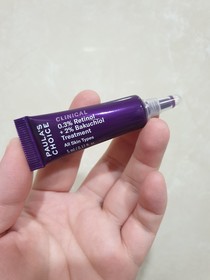 PAULA'S
CHOICE
CLINICAL
0.3% Retinol
+ 2% Bakuchiol
Treatment
All Skin Types